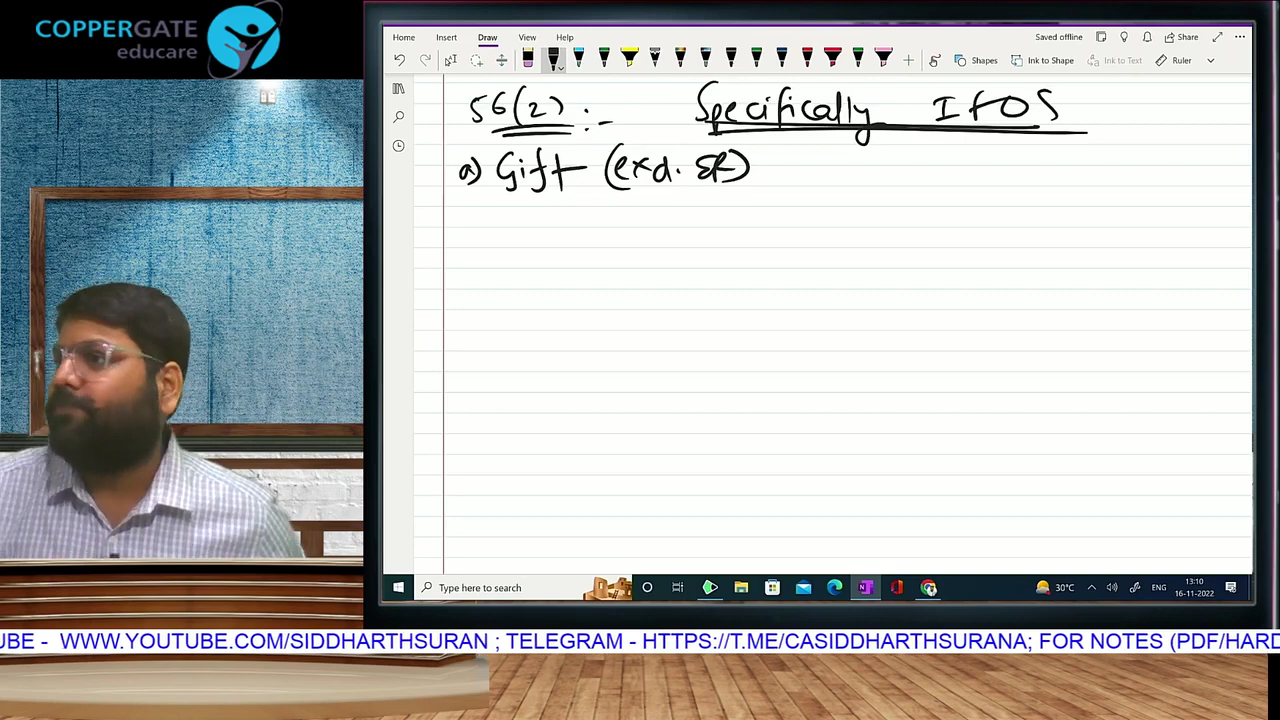 COPPERGATE
educare
Home Insert Draw View Help
Saved offline Share
Shapes Ink to Shape Ink to Text Ruler
56(2) :- Specifically IFOS
a) Gift (exd. SR)
Type here to search
30°C ENG 13:10
16-11-2022
UBE - WWW.YOUTUBE.COM/SIDDHARTHSURAN ; TELEGRAM - HTTPS://T.ME/CASIDDHARTHSURANA; FOR NOTES (PDF/HARD